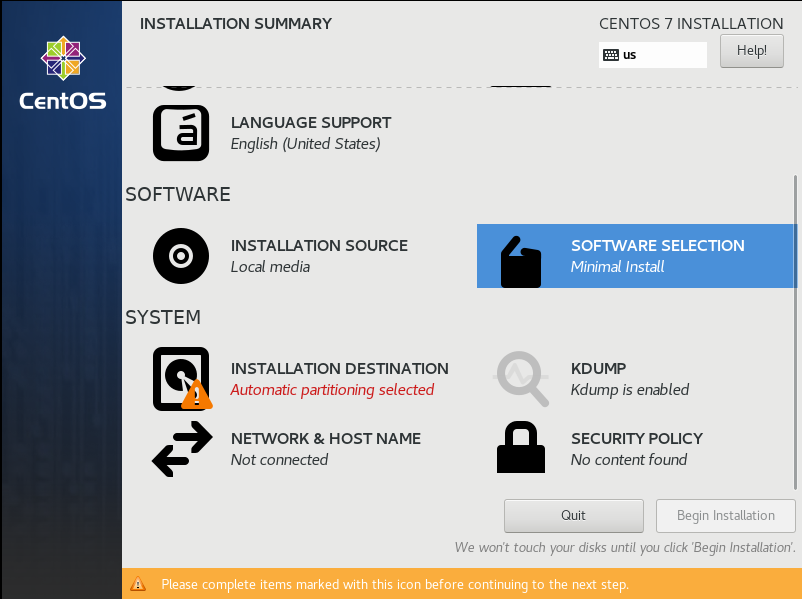 INSTALLATION SUMMARY
CENTOS 7 INSTALLATION
us
Help!
CentOS
LANGUAGE SUPPORT
English (United States)
SOFTWARE
INSTALLATION SOURCE
Local media
SOFTWARE SELECTION
Minimal Install
SYSTEM
INSTALLATION DESTINATION
Automatic partitioning selected
KDUMP
Kdump is enabled
NETWORK & HOST NAME
Not connected
SECURITY POLICY
No content found
Quit
Begin Installation
We won't touch your disks until you click 'Begin Installation'.
Please complete items marked with this icon before continuing to the next step.